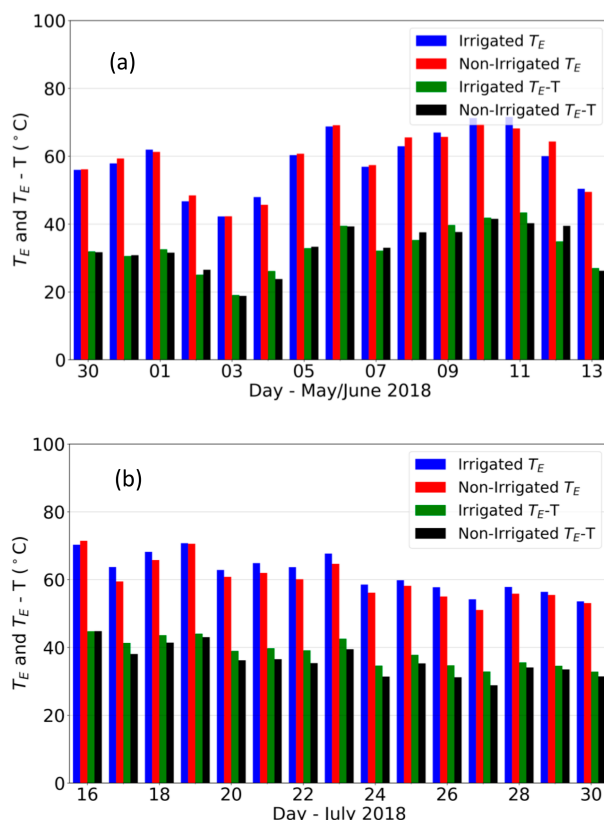 100
80
60
40
20
0
T_E and T_E - T (°C)
(a)
Irrigated T_E
Non-Irrigated T_E
Irrigated T_E-T
Non-Irrigated T_E-T
30 01 03 05 07 09 11 13
Day - May/June 2018
100
80
60
40
20
0
T_E and T_E - T (°C)
(b)
Irrigated T_E
Non-Irrigated T_E
Irrigated T_E-T
Non-Irrigated T_E-T
16 18 20 22 24 26 28 30
Day - July 2018